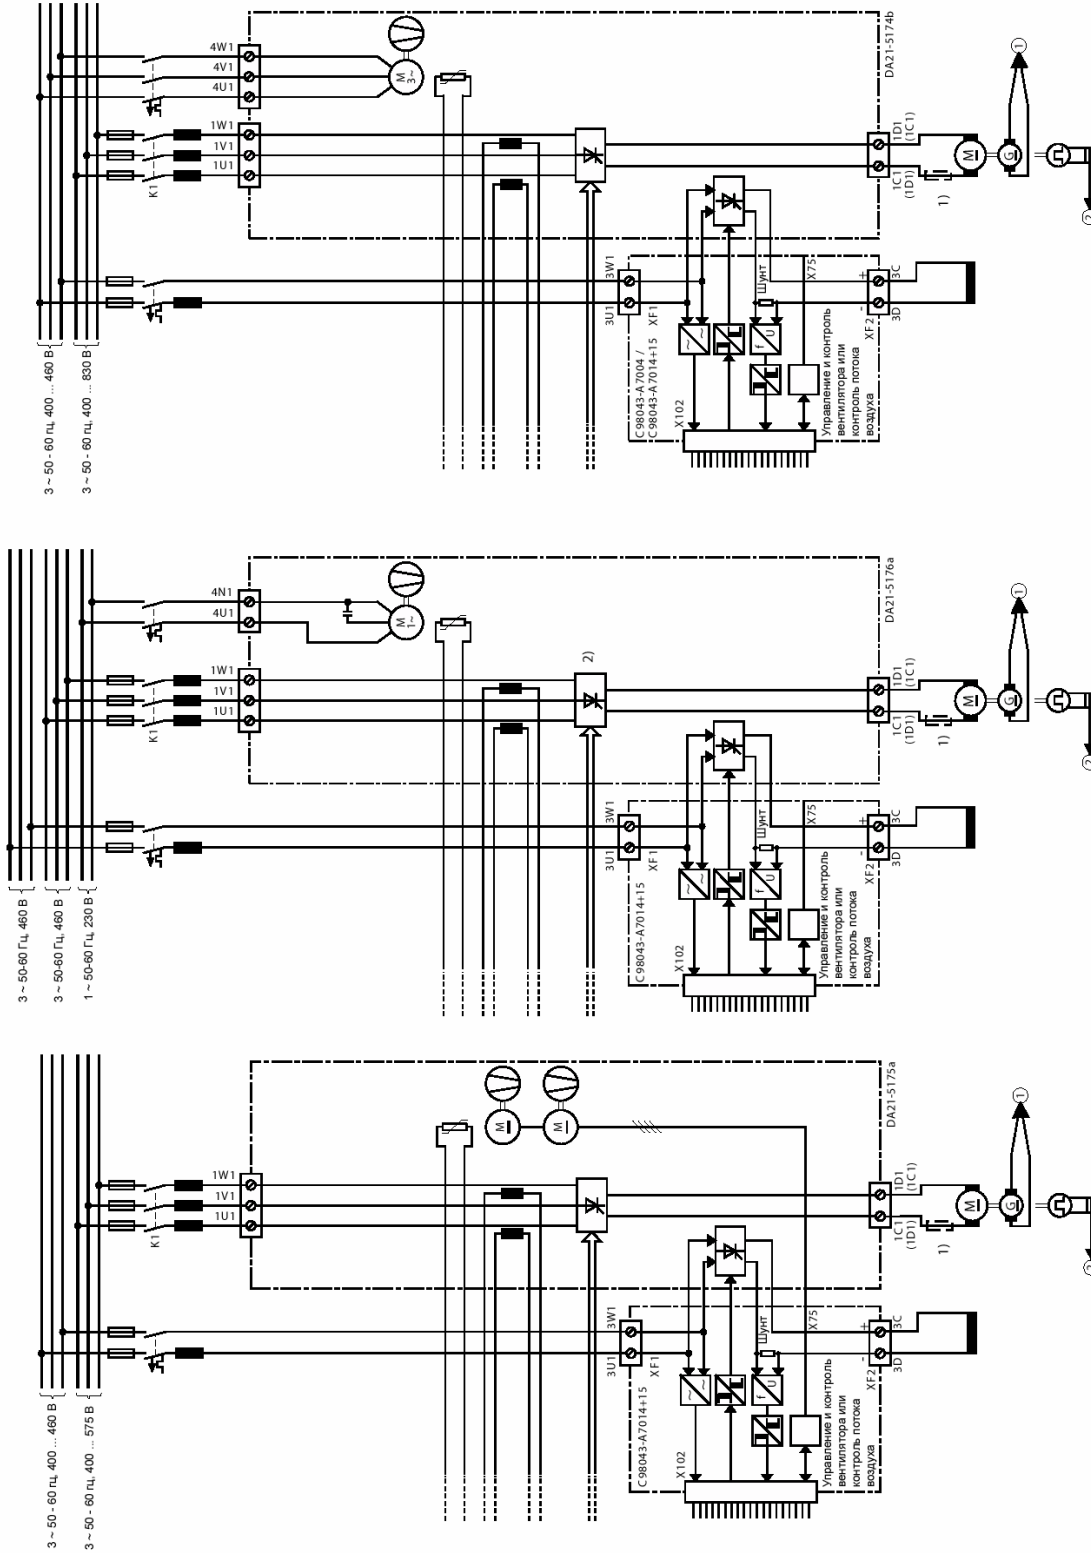 3 ~ 50 - 60 гц, 400 ... 460 В
3 ~ 50 - 60 гц, 400 ... 830 В
4W1
4V1
4U1
1W1
1V1
1U1
K1
M
3~
DA21-5174b
1D1
(1C1)
1C1
(1D1)
1)
M
G
1
2
3W1
3U1
XF1
C98043-A7004 /
C98043-A7014+15
X102
Шунт
X75
f
U
Управление и контроль
вентилятора или
контроль потока
воздуха
+
-
XF2
3C
3D
3 ~ 50-60 Гц, 460 В
3 ~ 50-60 Гц, 460 В
1 ~ 50-60 Гц, 230 В
4N1
4U1
1W1
1V1
1U1
K1
M
1~
2)
DA21-5176a
1D1
(1C1)
1C1
(1D1)
1)
M
G
1
2
3W1
3U1
XF1
C98043-A7014+15
X102
Шунт
X75
f
U
Управление и контроль
вентилятора или
контроль потока
воздуха
+
-
XF2
3C
3D
3 ~ 50 - 60 гц, 400 ... 460 В
3 ~ 50 - 60 гц, 400 ... 575 В
1W1
1V1
1U1
K1
M
M
DA21-5175a
1D1
(1C1)
1C1
(1D1)
1)
M
G
1
2
3W1
3U1
XF1
C98043-A7014+15
X102
Шунт
X75
f
U
Управление и контроль
вентилятора или
контроль потока
воздуха
+
-
XF2
3C
3D